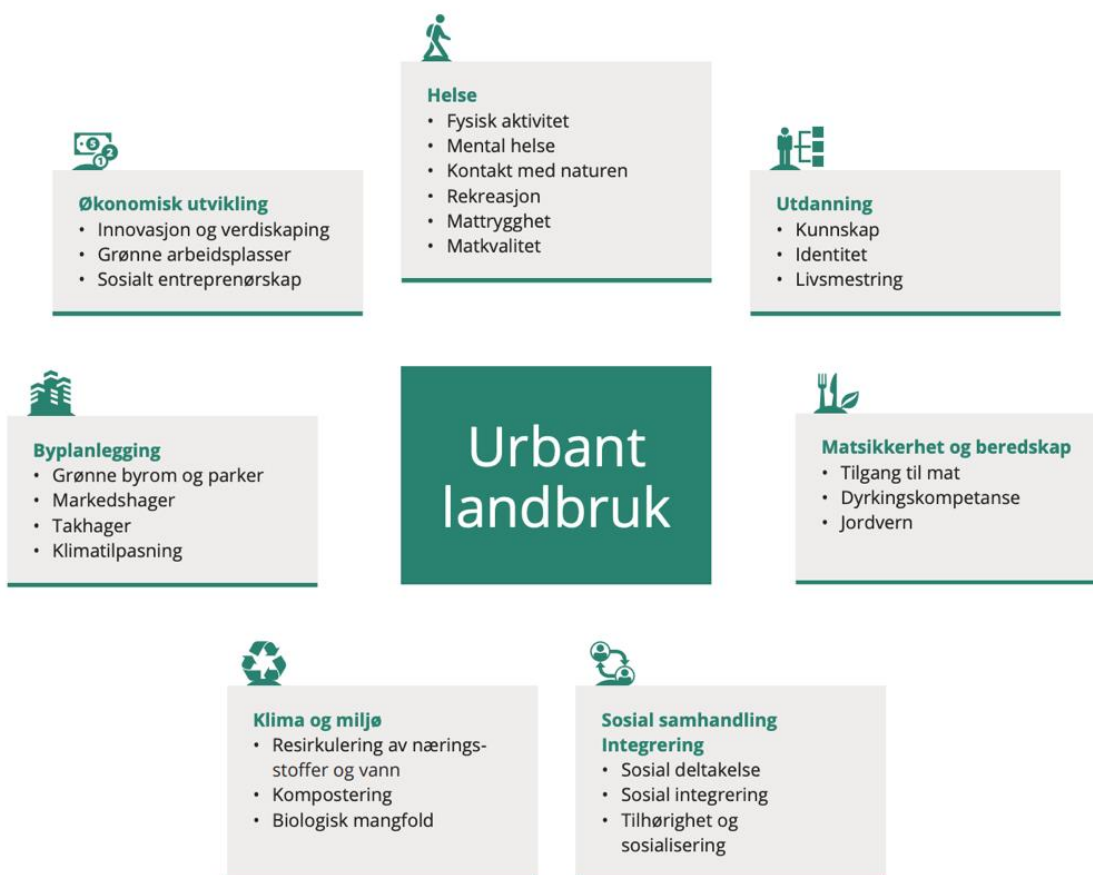 Helse
• Fysisk aktivitet
• Mental helse
• Kontakt med naturen
• Rekreasjon
• Mattrygghet
• Matkvalitet
Økonomisk utvikling
• Innovasjon og verdiskaping
• Grønne arbeidsplasser
• Sosialt entreprenørskap
Utdanning
• Kunnskap
• Identitet
• Livsmestring
Byplanlegging
• Grønne byrom og parker
• Markedshager
• Takhager
• Klimatilpasning
Urbant
landbruk
Matsikkerhet og beredskap
• Tilgang til mat
• Dyrkingskompetanse
• Jordvern
Klima og miljø
• Resirkulering av nærings-
stoffer og vann
• Kompostering
• Biologisk mangfold
Sosial samhandling
Integrering
• Sosial deltakelse
• Sosial integrering
• Tilhørighet og
sosialisering